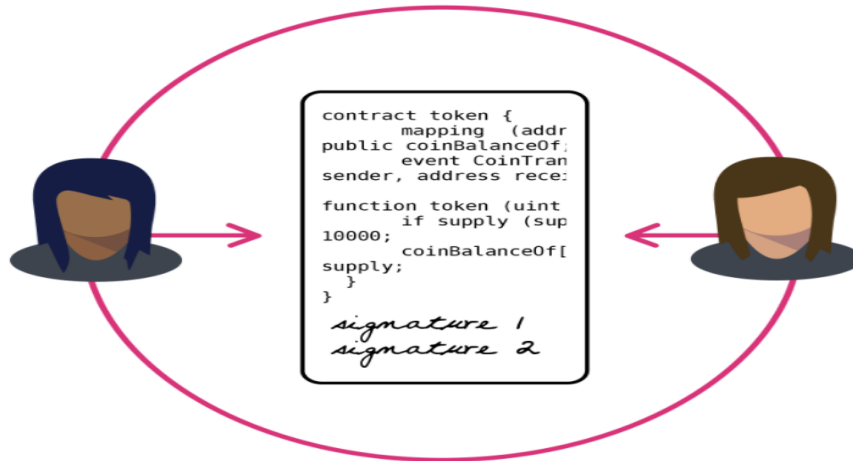 contract token {
mapping (addr
public coinBalanceOf;
event CoinTran
sender, address recei
function token (uint
if supply (sup
10000;
coinBalanceOf[
supply;
}
}
signature 1
signature 2